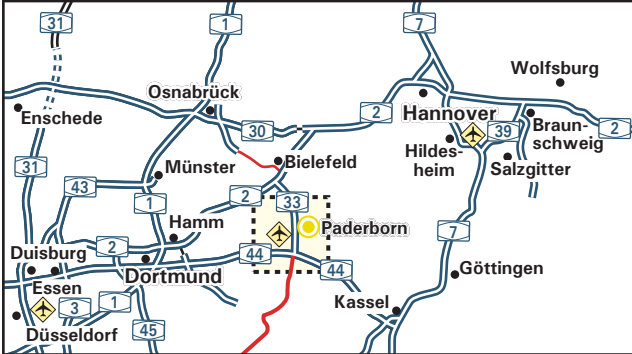 31
1
7
Wolfsburg
Osnabrück
Enschede
2
Hannover
30
39
Braun-
schweig
2
Hildes-
heim
Salzgitter
31
Bielefeld
Münster
43
2
33
1
Hamm
Paderborn
7
2
Duisburg
44
44
Göttingen
Essen
Dortmund
3
1
Kassel
Düsseldorf
45